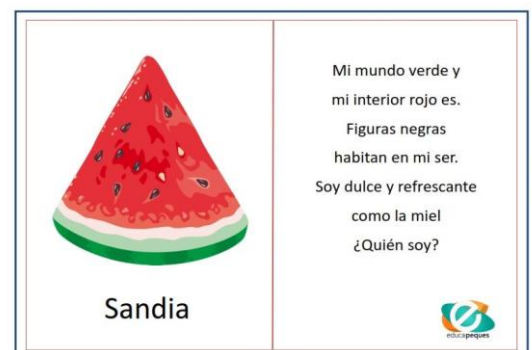 Sandia
Mi mundo verde y
mi interior rojo es.
Figuras negras
habitan en mi ser.
Soy dulce y refrescante
como la miel
¿Quién soy?
educapeques